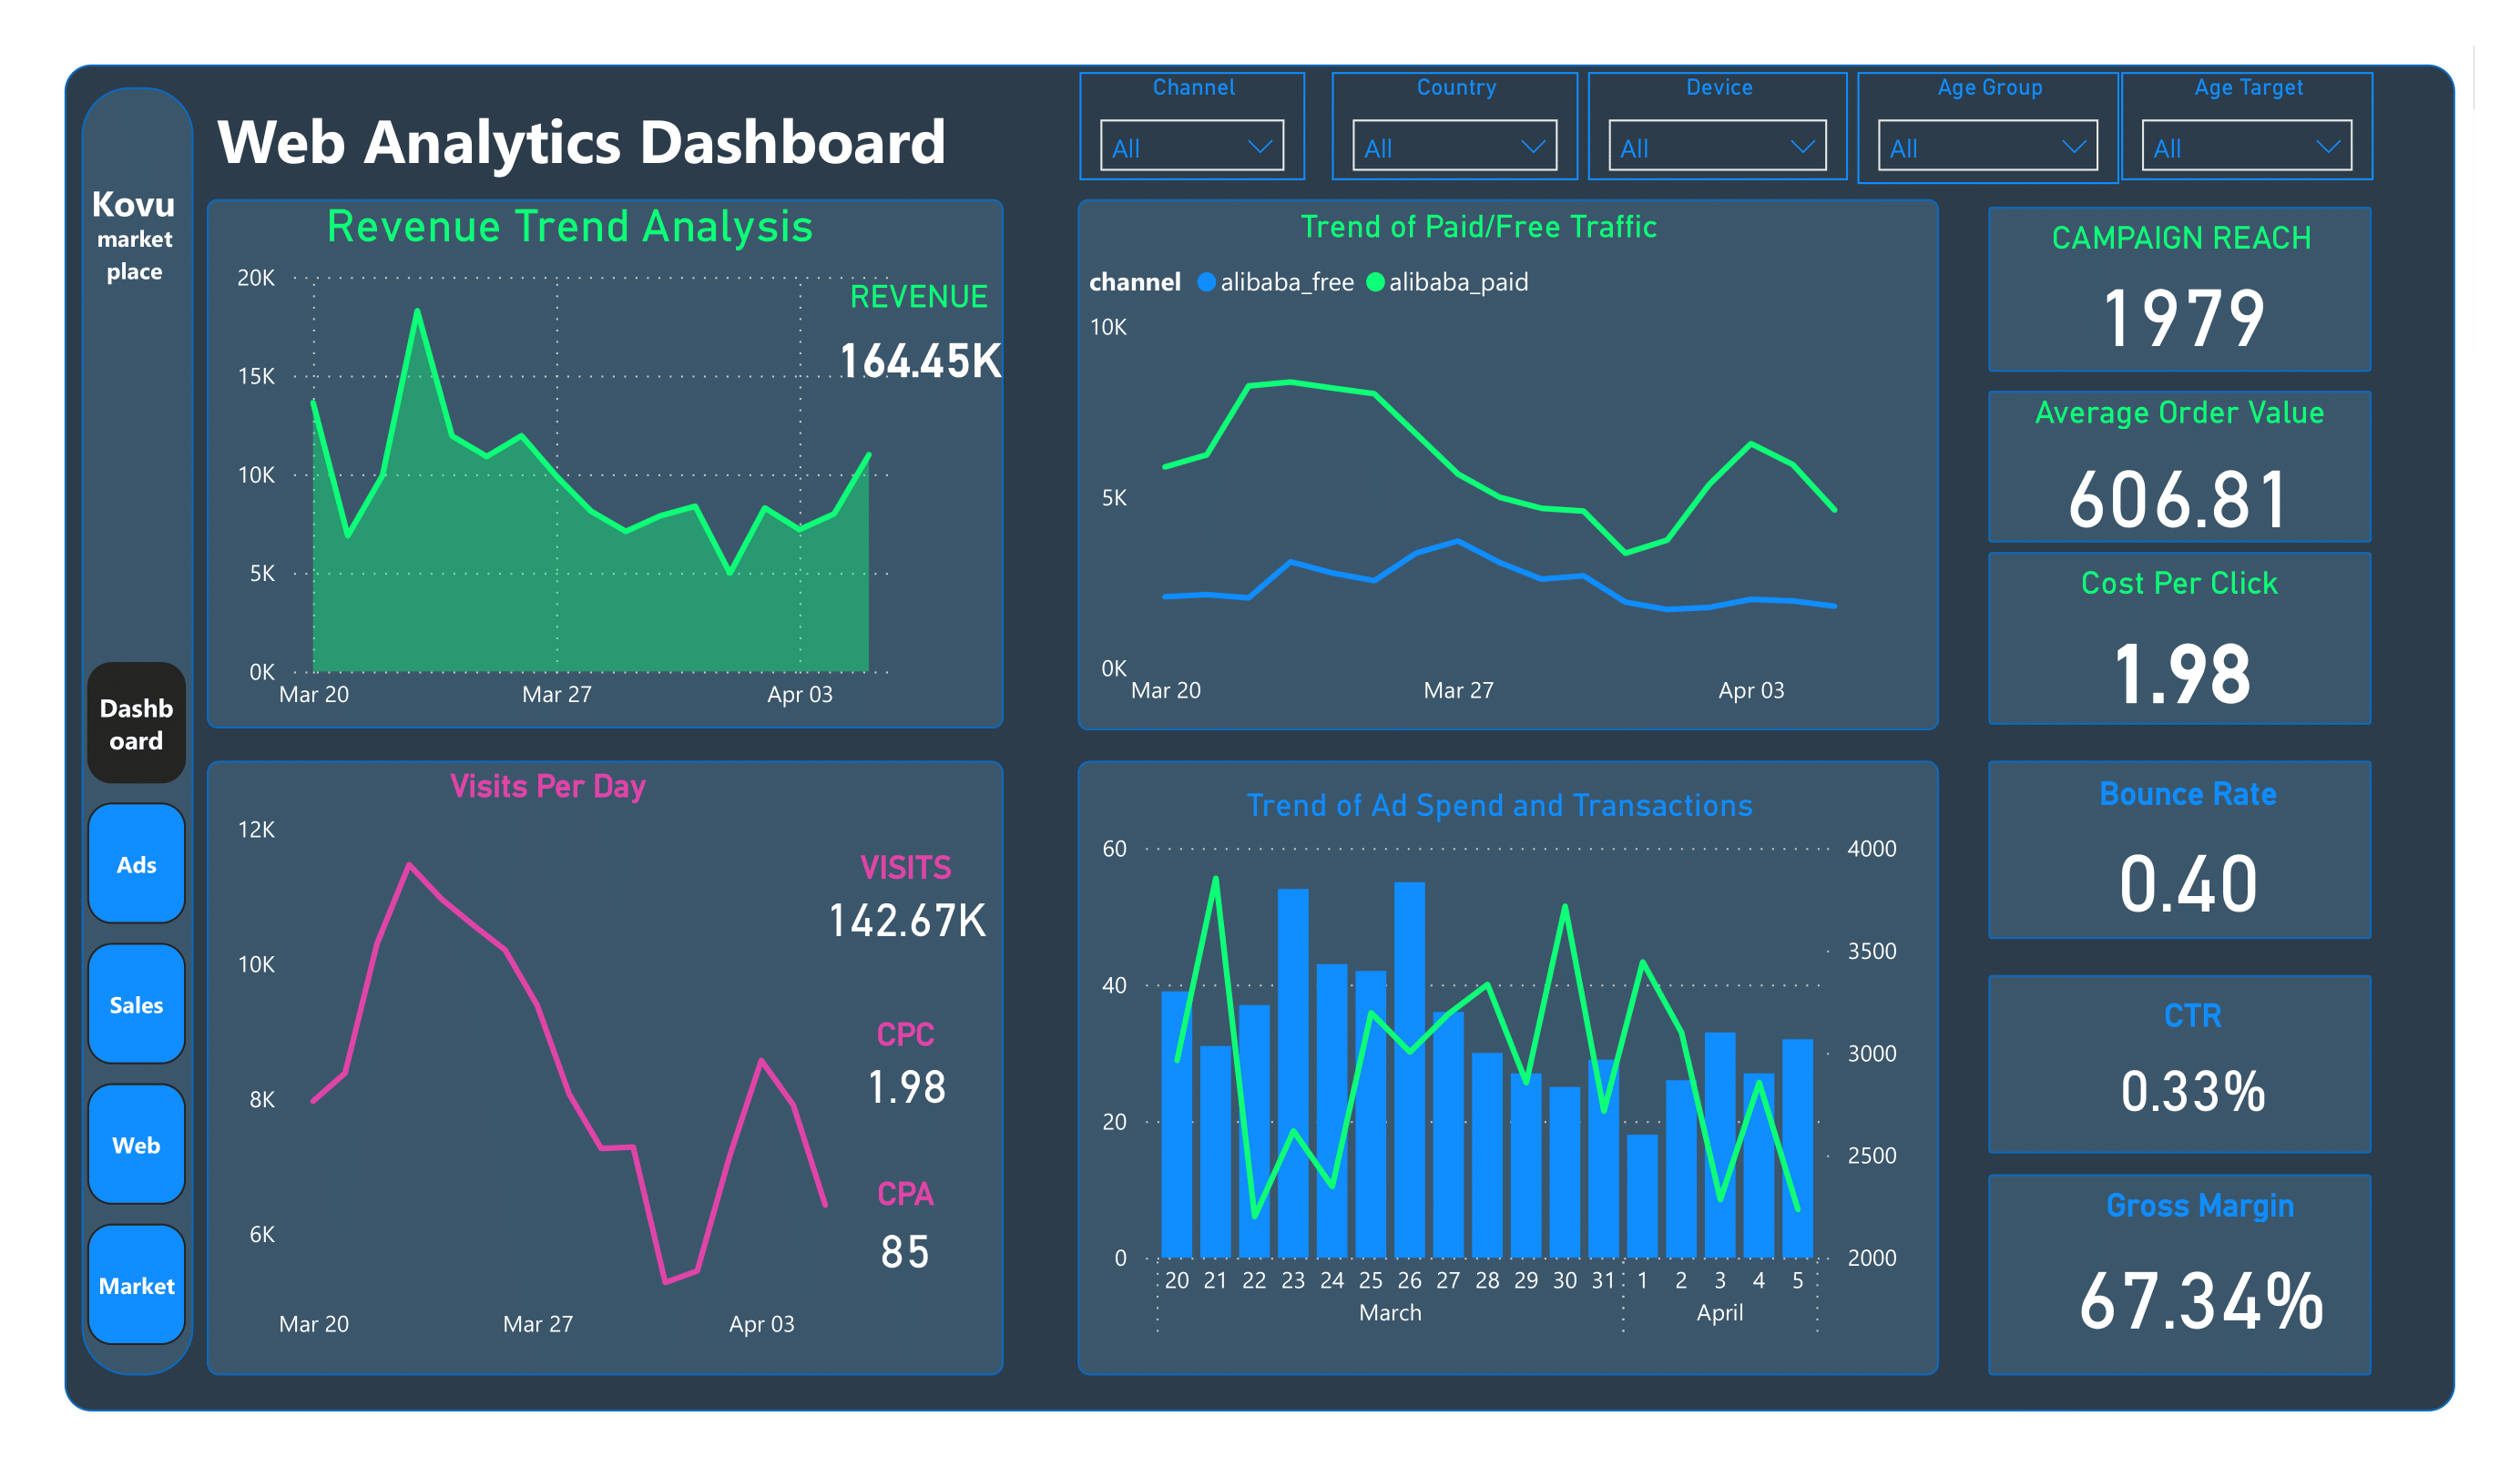 Web Analytics Dashboard
Channel
All
Country
All
Device
All
Age Group
All
Age Target
All
Kovu
market
place
Dashb
oard
Ads
Sales
Web
Market
Revenue Trend Analysis
20K
15K
10K
5K
0K
Mar 20 Mar 27 Apr 03
REVENUE
164.45K
Trend of Paid/Free Traffic
channel alibaba_free alibaba_paid
10K
5K
0K
Mar 20 Mar 27 Apr 03
CAMPAIGN REACH
1979
Average Order Value
606.81
Cost Per Click
1.98
Visits Per Day
12K
10K
8K
6K
Mar 20 Mar 27 Apr 03
VISITS
142.67K
CPC
1.98
CPA
85
Trend of Ad Spend and Transactions
60
40
20
0
4000
3500
3000
2500
2000
20 21 22 23 24 25 26 27 28 29 30 31 1 2 3 4 5
March April
Bounce Rate
0.40
CTR
0.33%
Gross Margin
67.34%